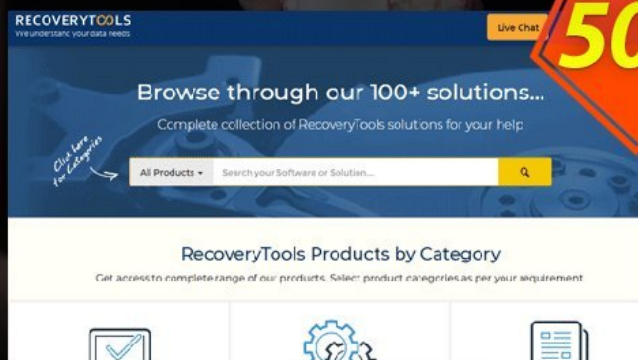 RECOVERYTOOLS
We understand your data needs
Live Chat
50
Browse through our 100+ solutions...
Complete collection of RecoveryTools solutions for your help
Click here
for Categories
All Products
Search your Software or Solution....
RecoveryTools Products by Category
Get access to complete range of our products. Select product categories as per your requirement